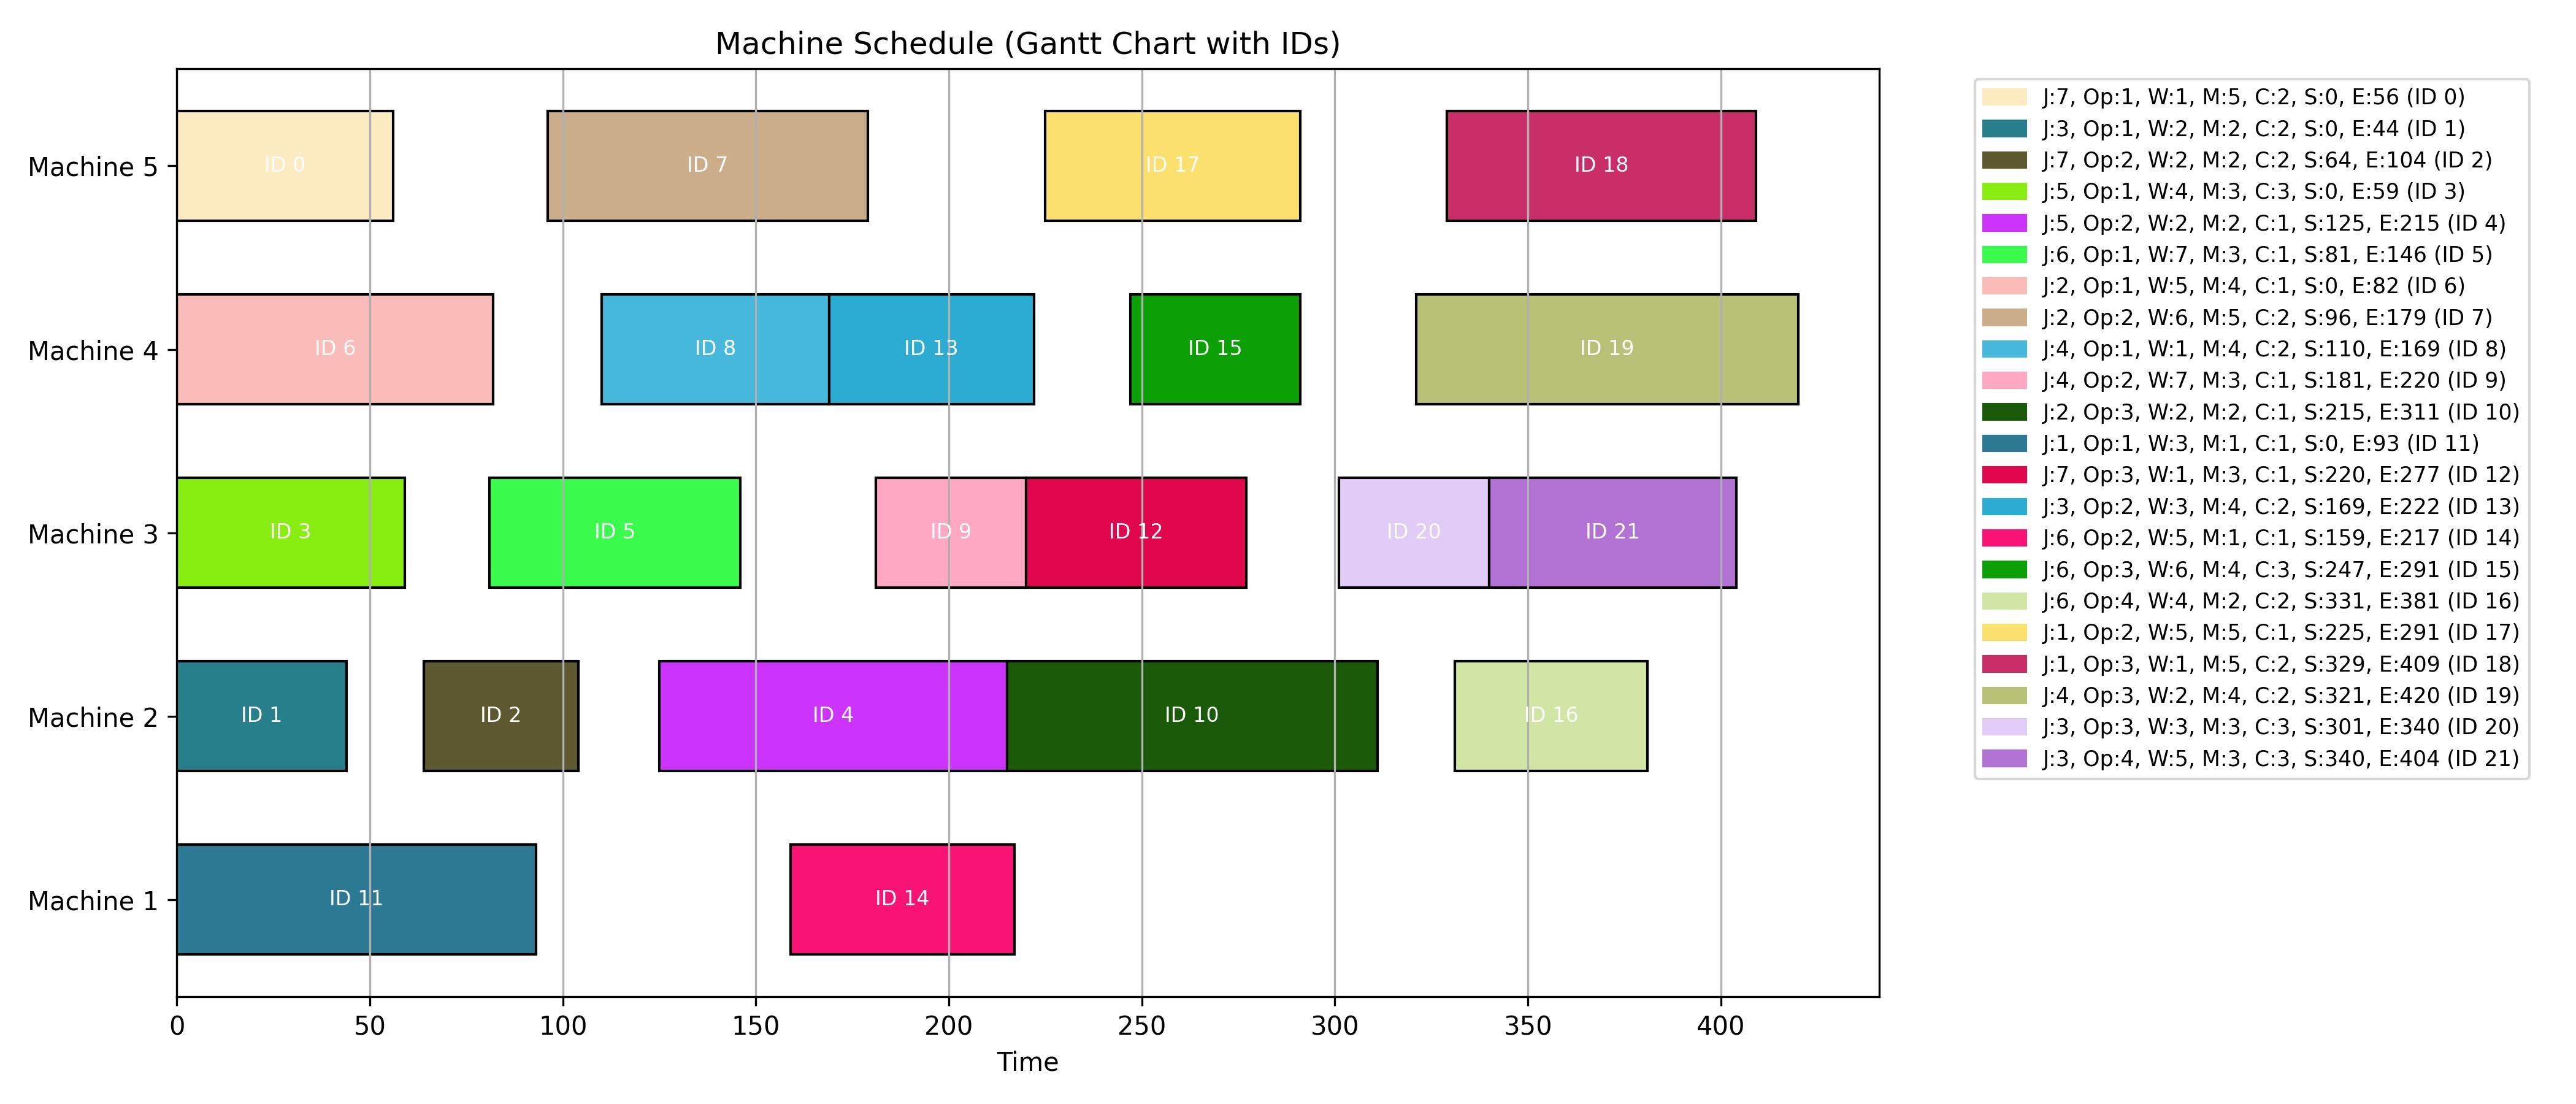 Machine Schedule (Gantt Chart with IDs)
Machine 5
ID 0
ID 7
ID 17
ID 18
Machine 4
ID 6
ID 8
ID 13
ID 15
ID 19
Machine 3
ID 3
ID 5
ID 9
ID 12
ID 20
ID 21
Machine 2
ID 1
ID 2
ID 4
ID 10
ID 16
Machine 1
ID 11
ID 14
0 50 100 150 200 250 300 350 400
Time
J:7, Op:1, W:1, M:5, C:2, S:0, E:56 (ID 0)
J:3, Op:1, W:2, M:2, C:2, S:0, E:44 (ID 1)
J:7, Op:2, W:2, M:2, C:2, S:64, E:104 (ID 2)
J:5, Op:1, W:4, M:3, C:3, S:0, E:59 (ID 3)
J:5, Op:2, W:2, M:2, C:1, S:125, E:215 (ID 4)
J:6, Op:1, W:7, M:3, C:1, S:81, E:146 (ID 5)
J:2, Op:1, W:5, M:4, C:1, S:0, E:82 (ID 6)
J:2, Op:2, W:6, M:5, C:2, S:96, E:179 (ID 7)
J:4, Op:1, W:1, M:4, C:2, S:110, E:169 (ID 8)
J:4, Op:2, W:7, M:3, C:1, S:181, E:220 (ID 9)
J:2, Op:3, W:2, M:2, C:1, S:215, E:311 (ID 10)
J:1, Op:1, W:3, M:1, C:1, S:0, E:93 (ID 11)
J:7, Op:3, W:1, M:3, C:1, S:220, E:277 (ID 12)
J:3, Op:2, W:3, M:4, C:2, S:169, E:222 (ID 13)
J:6, Op:2, W:5, M:1, C:1, S:159, E:217 (ID 14)
J:6, Op:3, W:6, M:4, C:3, S:247, E:291 (ID 15)
J:6, Op:4, W:4, M:2, C:2, S:331, E:381 (ID 16)
J:1, Op:2, W:5, M:5, C:1, S:225, E:291 (ID 17)
J:1, Op:3, W:1, M:5, C:2, S:329, E:409 (ID 18)
J:4, Op:3, W:2, M:4, C:2, S:321, E:420 (ID 19)
J:3, Op:3, W:3, M:3, C:3, S:301, E:340 (ID 20)
J:3, Op:4, W:5, M:3, C:3, S:340, E:404 (ID 21)